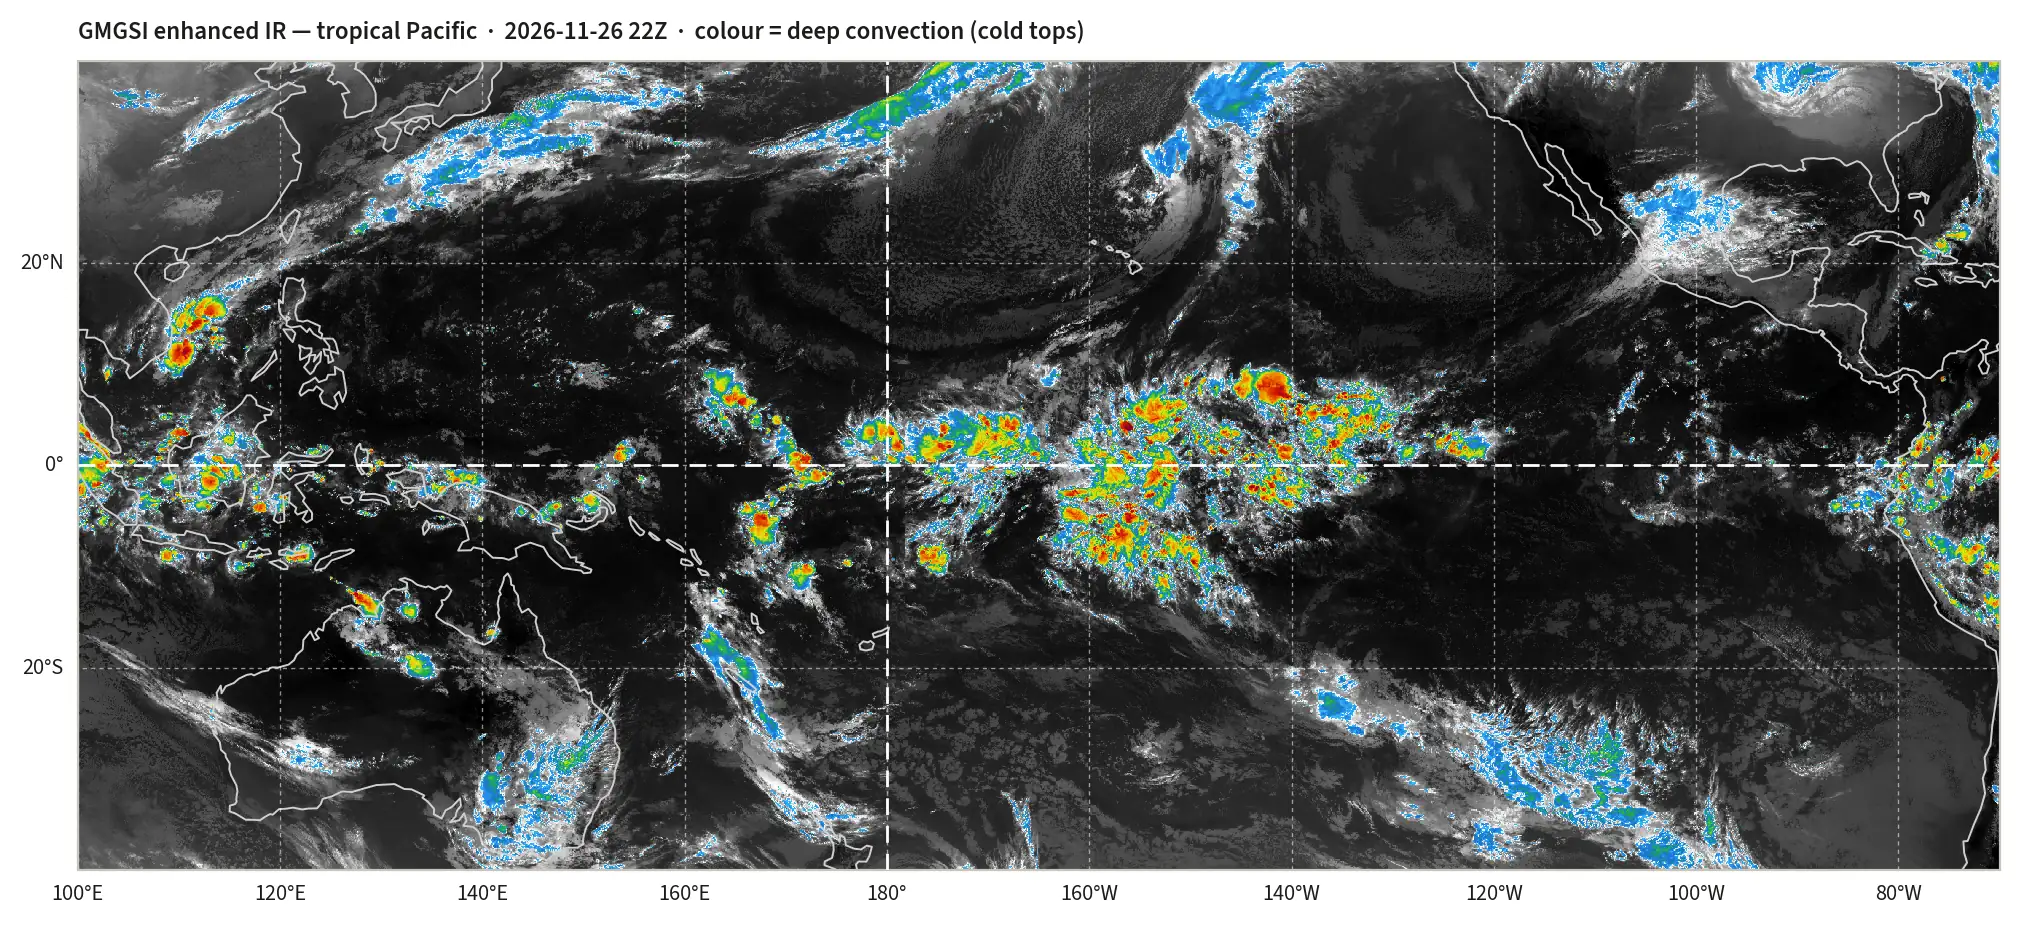 GMGSI enhanced IR — tropical Pacific · 2026-11-26 22Z · colour = deep convection (cold tops)
20°N
0°
20°S
100°E 120°E 140°E 160°E 180° 160°W 140°W 120°W 100°W 80°W